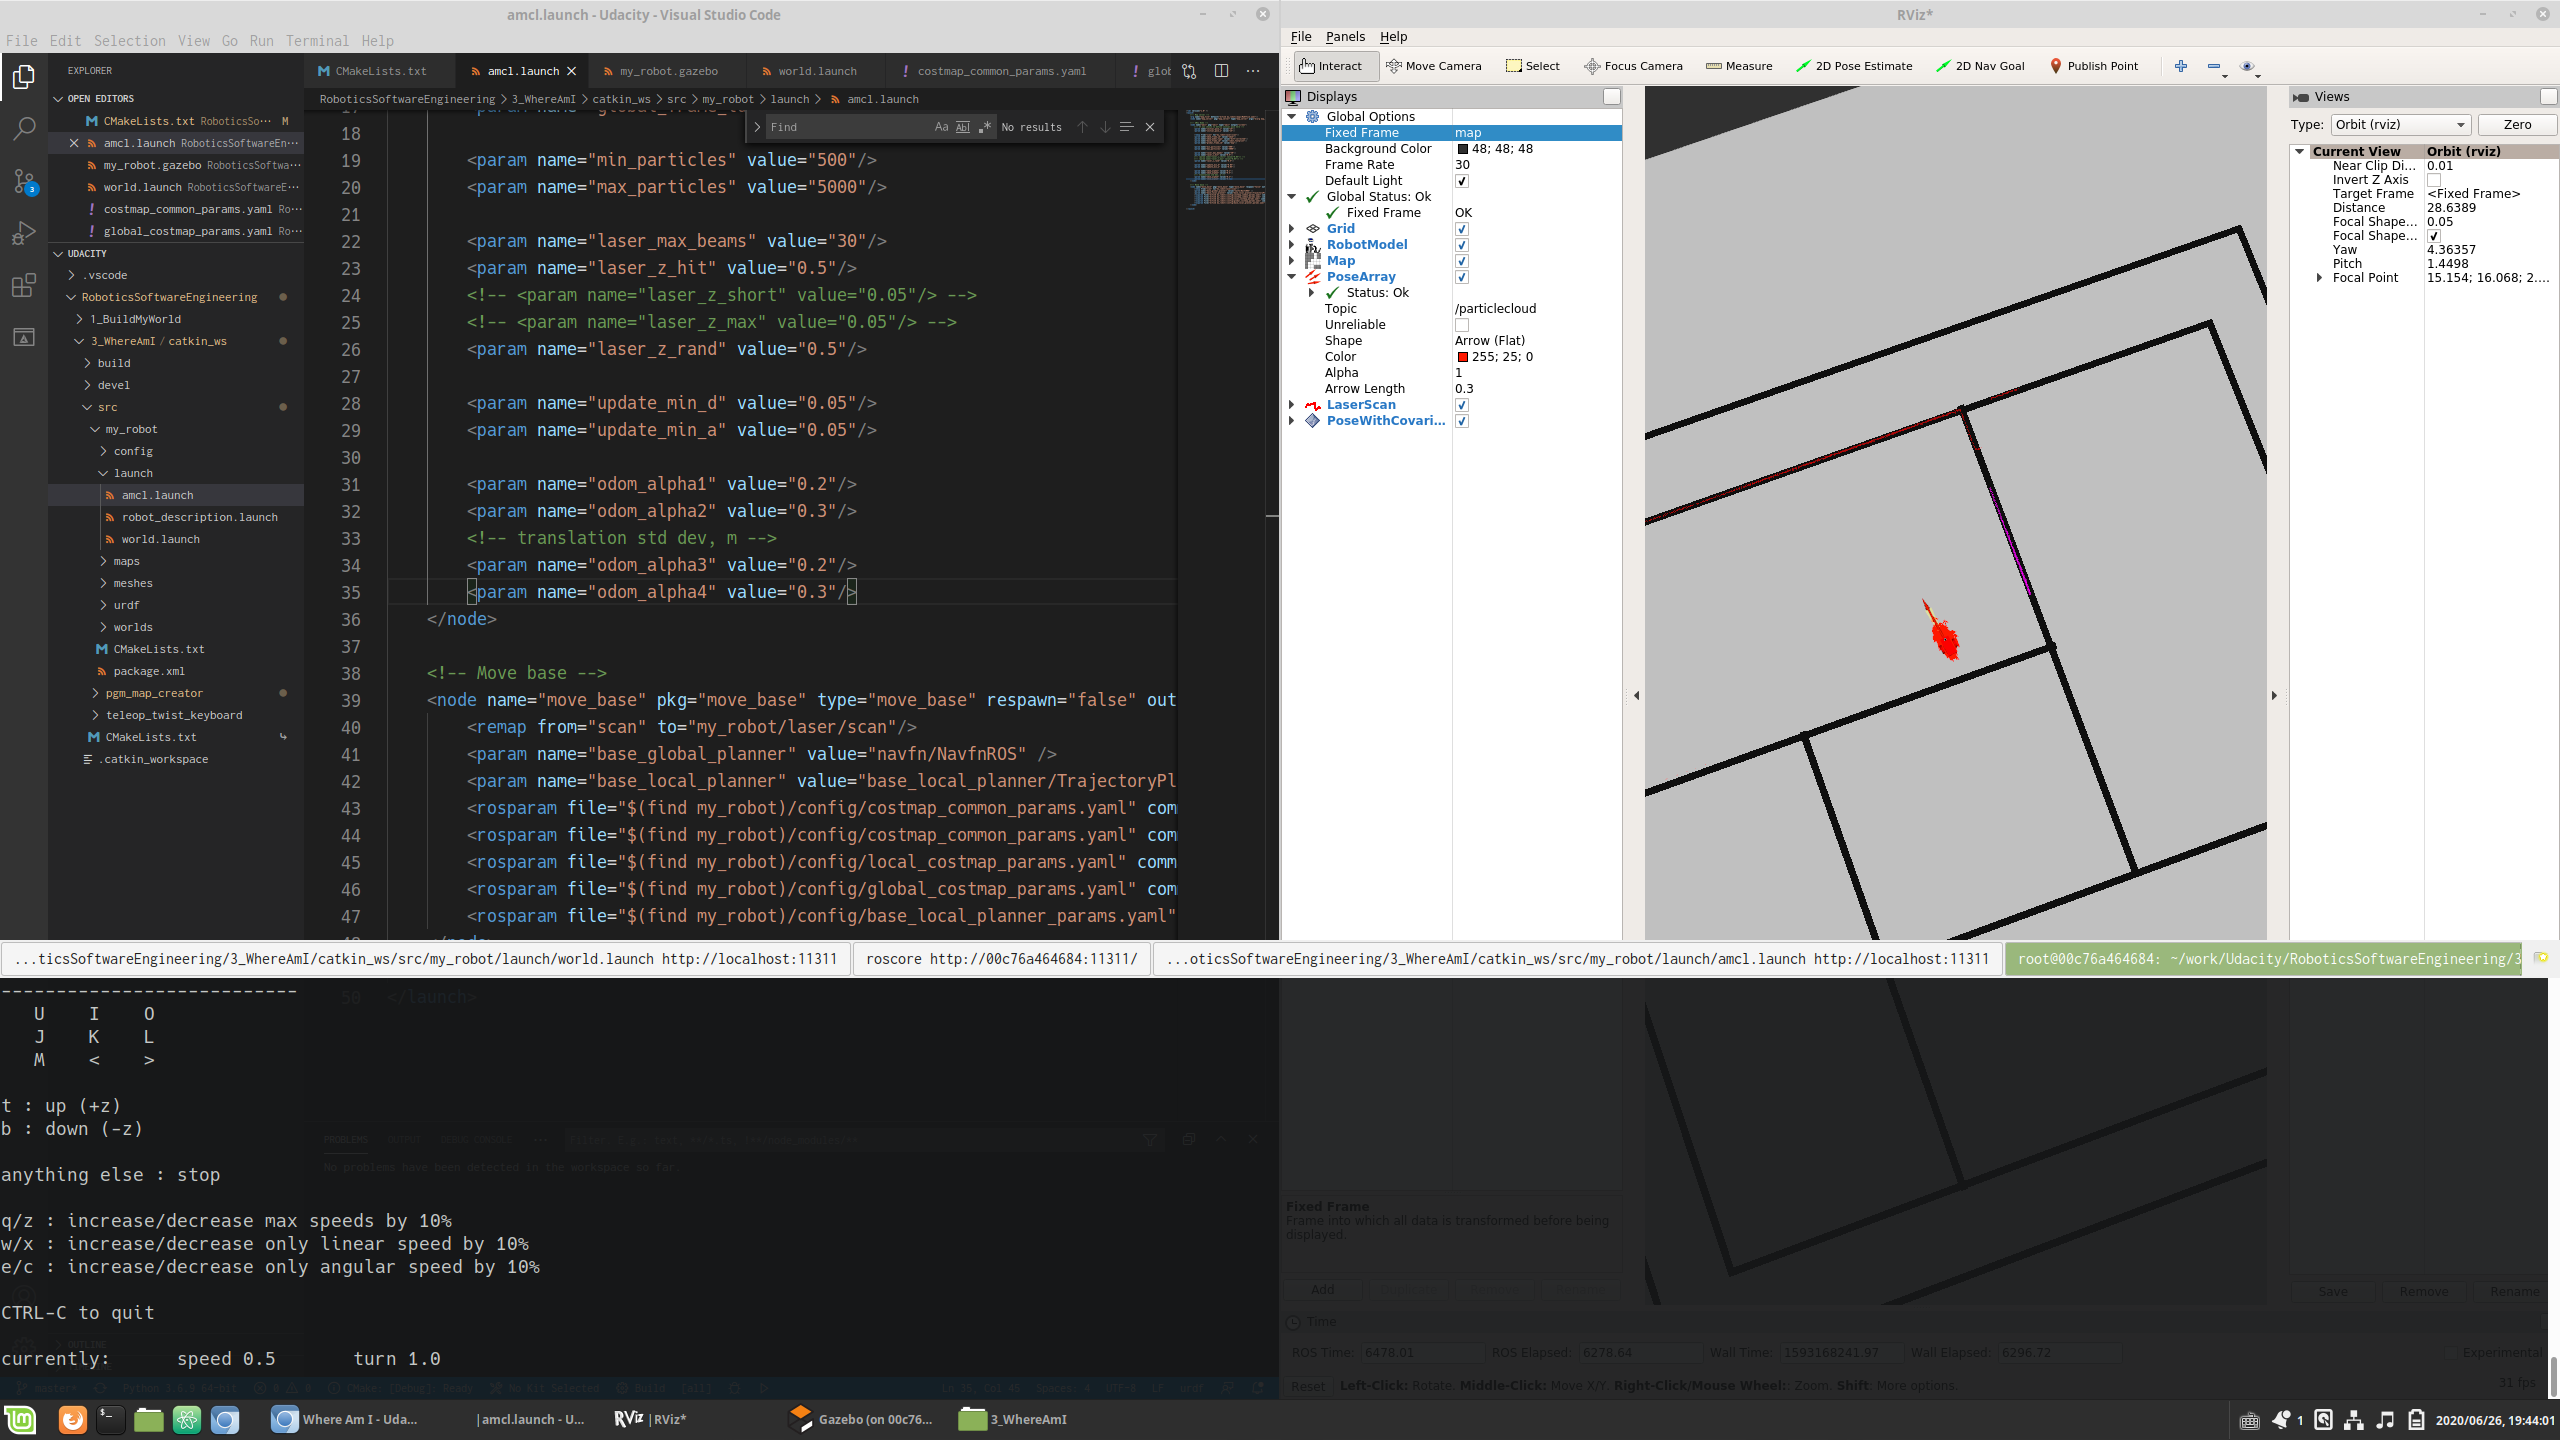 amcl.launch - Udacity - Visual Studio Code
File Edit Selection View Go Run Terminal Help
EXPLORER
OPEN EDITORS
CMakeLists.txt RoboticsSo··· M
amcl.launch RoboticsSoftwareEn···
my_robot.gazebo RoboticsSoftwa···
world.launch RoboticsSoftwareE···
costmap_common_params.yaml Ro···
global_costmap_params.yaml Ro···
UDACITY
.vscode
RoboticsSoftwareEngineering
1_BuildMyWorld
3_WhereAmI / catkin_ws
build
devel
src
my_robot
config
launch
amcl.launch
robot_description.launch
world.launch
maps
meshes
urdf
worlds
CMakeLists.txt
package.xml
pgm_map_creator
teleop_twist_keyboard
CMakeLists.txt
.catkin_workspace
3
CMakeLists.txt amcl.launch my_robot.gazebo world.launch costmap_common_params.yaml glob
RoboticsSoftwareEngineering > 3_WhereAmI > catkin_ws > src > my_robot > launch > amcl.launch
Find Aa Abl .* No results
18
19 <param name="min_particles" value="500"/>
20 <param name="max_particles" value="5000"/>
21
22 <param name="laser_max_beams" value="30"/>
23 <param name="laser_z_hit" value="0.5"/>
24 <!-- <param name="laser_z_short" value="0.05"/> -->
25 <!-- <param name="laser_z_max" value="0.05"/> -->
26 <param name="laser_z_rand" value="0.5"/>
27
28 <param name="update_min_d" value="0.05"/>
29 <param name="update_min_a" value="0.05"/>
30
31 <param name="odom_alpha1" value="0.2"/>
32 <param name="odom_alpha2" value="0.3"/>
33 <!-- translation std dev, m -->
34 <param name="odom_alpha3" value="0.2"/>
35 <param name="odom_alpha4" value="0.3"/>
36 </node>
37
38 <!-- Move base -->
39 <node name="move_base" pkg="move_base" type="move_base" respawn="false" out
40 <remap from="scan" to="my_robot/laser/scan"/>
41 <param name="base_global_planner" value="navfn/NavfnROS" />
42 <param name="base_local_planner" value="base_local_planner/TrajectoryPl
43 <rosparam file="$(find my_robot)/config/costmap_common_params.yaml" com
44 <rosparam file="$(find my_robot)/config/costmap_common_params.yaml" com
45 <rosparam file="$(find my_robot)/config/local_costmap_params.yaml" comm
46 <rosparam file="$(find my_robot)/config/global_costmap_params.yaml" com
47 <rosparam file="$(find my_robot)/config/base_local_planner_params.yaml"
50 </launch>
PROBLEMS OUTPUT DEBUG CONSOLE ···
No problems have been detected in the workspace so far
RViz*
File Panels Help
Interact Move Camera Select Focus Camera Measure 2D Pose Estimate 2D Nav Goal Publish Point
Displays
Global Options
Fixed Frame map
Background Color 48; 48; 48
Frame Rate 30
Default Light
Global Status: Ok
Fixed Frame OK
Grid
RobotModel
Map
PoseArray
Status: Ok
Topic /particlecloud
Unreliable
Shape Arrow (Flat)
Color 255; 25; 0
Alpha 1
Arrow Length 0.3
LaserScan
PoseWithCovari...
Views
Type: Orbit (rviz) Zero
Current View Orbit (rviz)
Near Clip Di... 0.01
Invert Z Axis
Target Frame <Fixed Frame>
Distance 28.6389
Focal Shape... 0.05
Focal Shape...
Yaw 4.36357
Pitch 1.4498
Focal Point 15.154; 16.068; 2....
Fixed Frame
Frame into which all data is transformed before being
displayed.
Add
Save Remove Rename
Time
ROS Time: 6478.01 ROS Elapsed: 6278.64 Wall Time: 1593168241.97 Wall Elapsed: 6296.72 Experimental
Reset Left-Click: Rotate. Middle-Click: Move X/Y. Right-Click/Mouse Wheel:: Zoom. Shift: More options. 31 fps
...ticsSoftwareEngineering/3_WhereAmI/catkin_ws/src/my_robot/launch/world.launch http://localhost:11311
roscore http://00c76a464684:11311/
...oticsSoftwareEngineering/3_WhereAmI/catkin_ws/src/my_robot/launch/amcl.launch http://localhost:11311
root@00c76a464684: ~/work/Udacity/RoboticsSoftwareEngineering/3
---------------------------
U I O
J K L
M < >
t : up (+z)
b : down (-z)
anything else : stop
q/z : increase/decrease max speeds by 10%
w/x : increase/decrease only linear speed by 10%
e/c : increase/decrease only angular speed by 10%
CTRL-C to quit
OUTLINE
currently: speed 0.5 turn 1.0
Where Am I - Uda... amcl.launch - U... RViz RViz* Gazebo (on 00c76... 3_WhereAmI
1 2020/06/26, 19:44:01